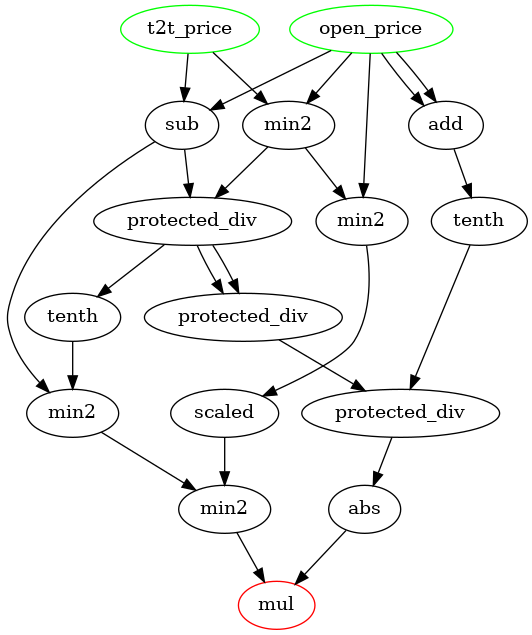 t2t_price
open_price
sub
min2
add
protected_div
min2
tenth
tenth
protected_div
min2
scaled
protected_div
min2
abs
mul